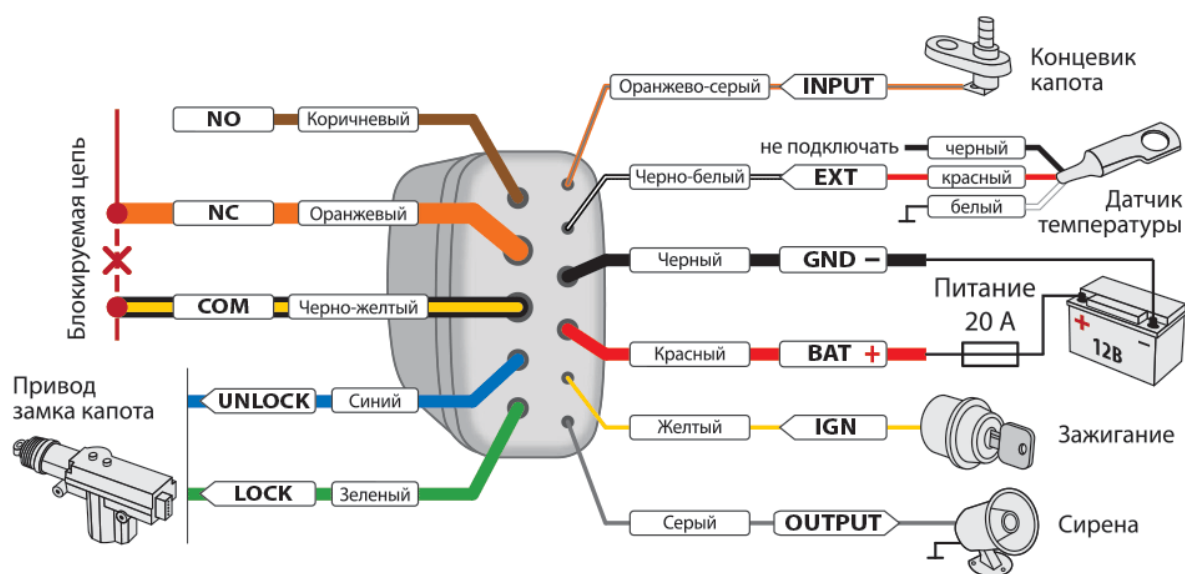 Блокируемая цепь
NO
Коричневый
NC
Оранжевый
COM
Черно-желтый
Привод
замка капота
UNLOCK
Синий
LOCK
Зеленый
Оранжево-серый
INPUT
Концевик
капота
Черно-белый
EXT
не подключать
черный
красный
белый
Датчик
температуры
Черный
GND −
Питание
20 А
Красный
BAT +
+
−
12В
Желтый
IGN
Зажигание
Серый
OUTPUT
Сирена